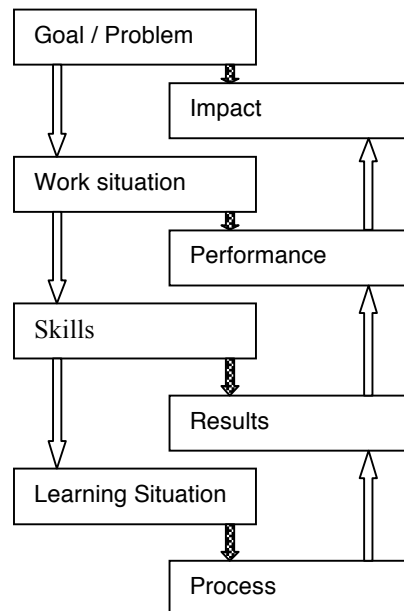 Goal / Problem
Impact
Work situation
Performance
Skills
Results
Learning Situation
Process